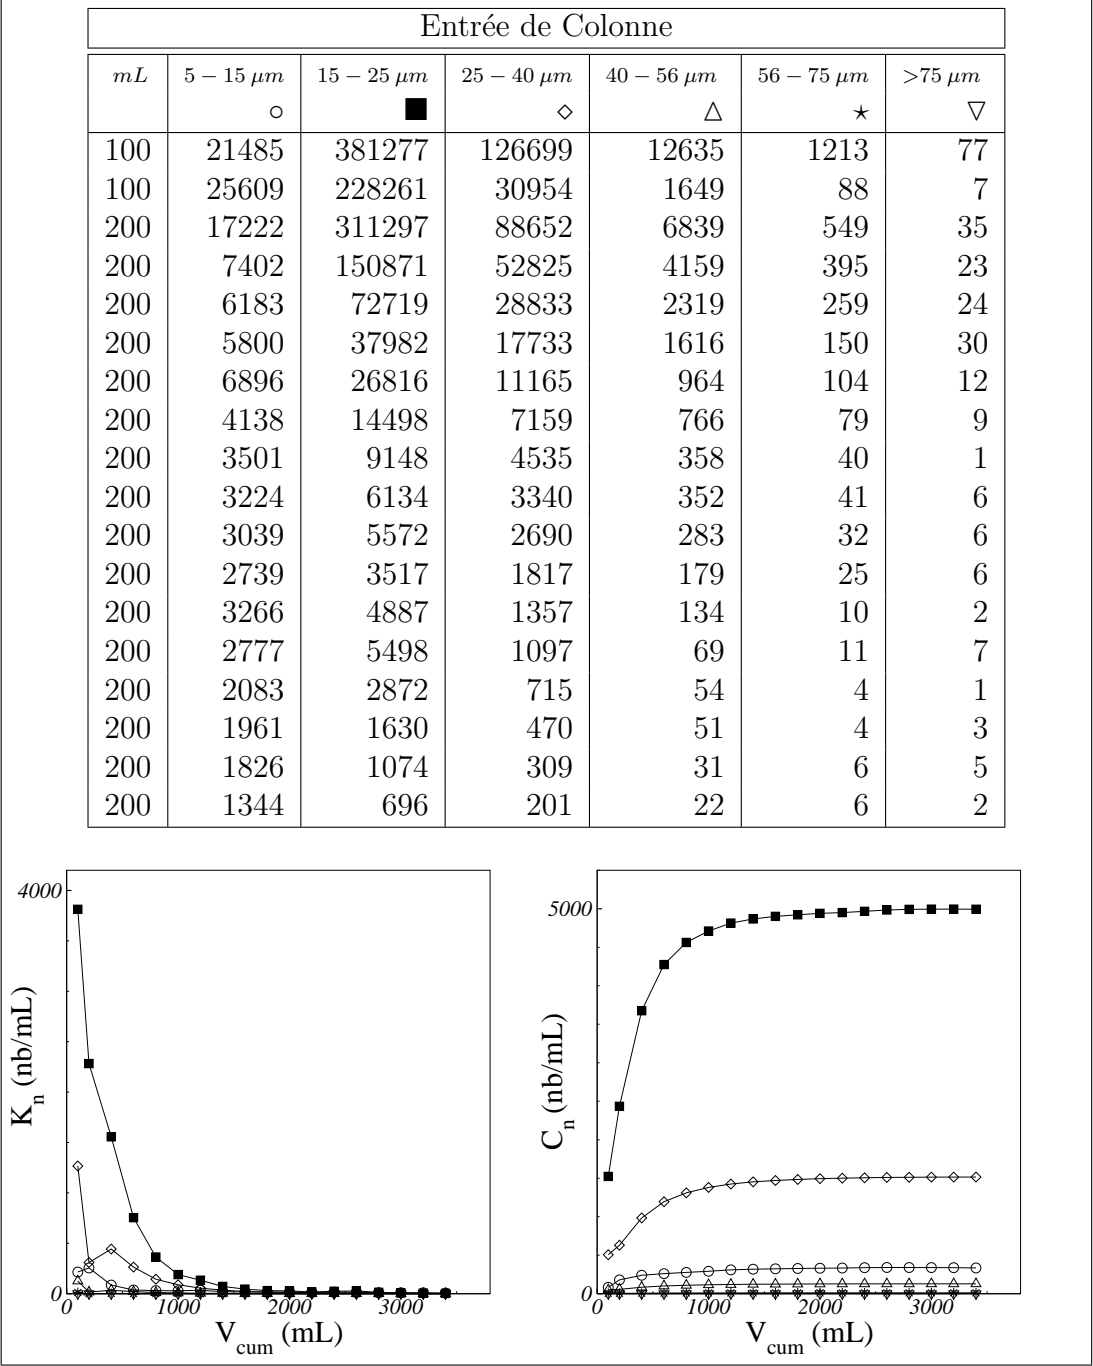 Entrée de Colonne
mL 5 – 15 µm 15 – 25 µm 25 – 40 µm 40 – 56 µm 56 – 75 µm >75 µm
○ ■ ◇ △ ⋆ ▽
100 21485 381277 126699 12635 1213 77
100 25609 228261 30954 1649 88 7
200 17222 311297 88652 6839 549 35
200 7402 150871 52825 4159 395 23
200 6183 72719 28833 2319 259 24
200 5800 37982 17733 1616 150 30
200 6896 26816 11165 964 104 12
200 4138 14498 7159 766 79 9
200 3501 9148 4535 358 40 1
200 3224 6134 3340 352 41 6
200 3039 5572 2690 283 32 6
200 2739 3517 1817 179 25 6
200 3266 4887 1357 134 10 2
200 2777 5498 1097 69 11 7
200 2083 2872 715 54 4 1
200 1961 1630 470 51 4 3
200 1826 1074 309 31 6 5
200 1344 696 201 22 6 2
4000
K_n (nb/mL)
0
0 1000 2000 3000
V_cum (mL)
5000
C_n (nb/mL)
0
0 1000 2000 3000
V_cum (mL)